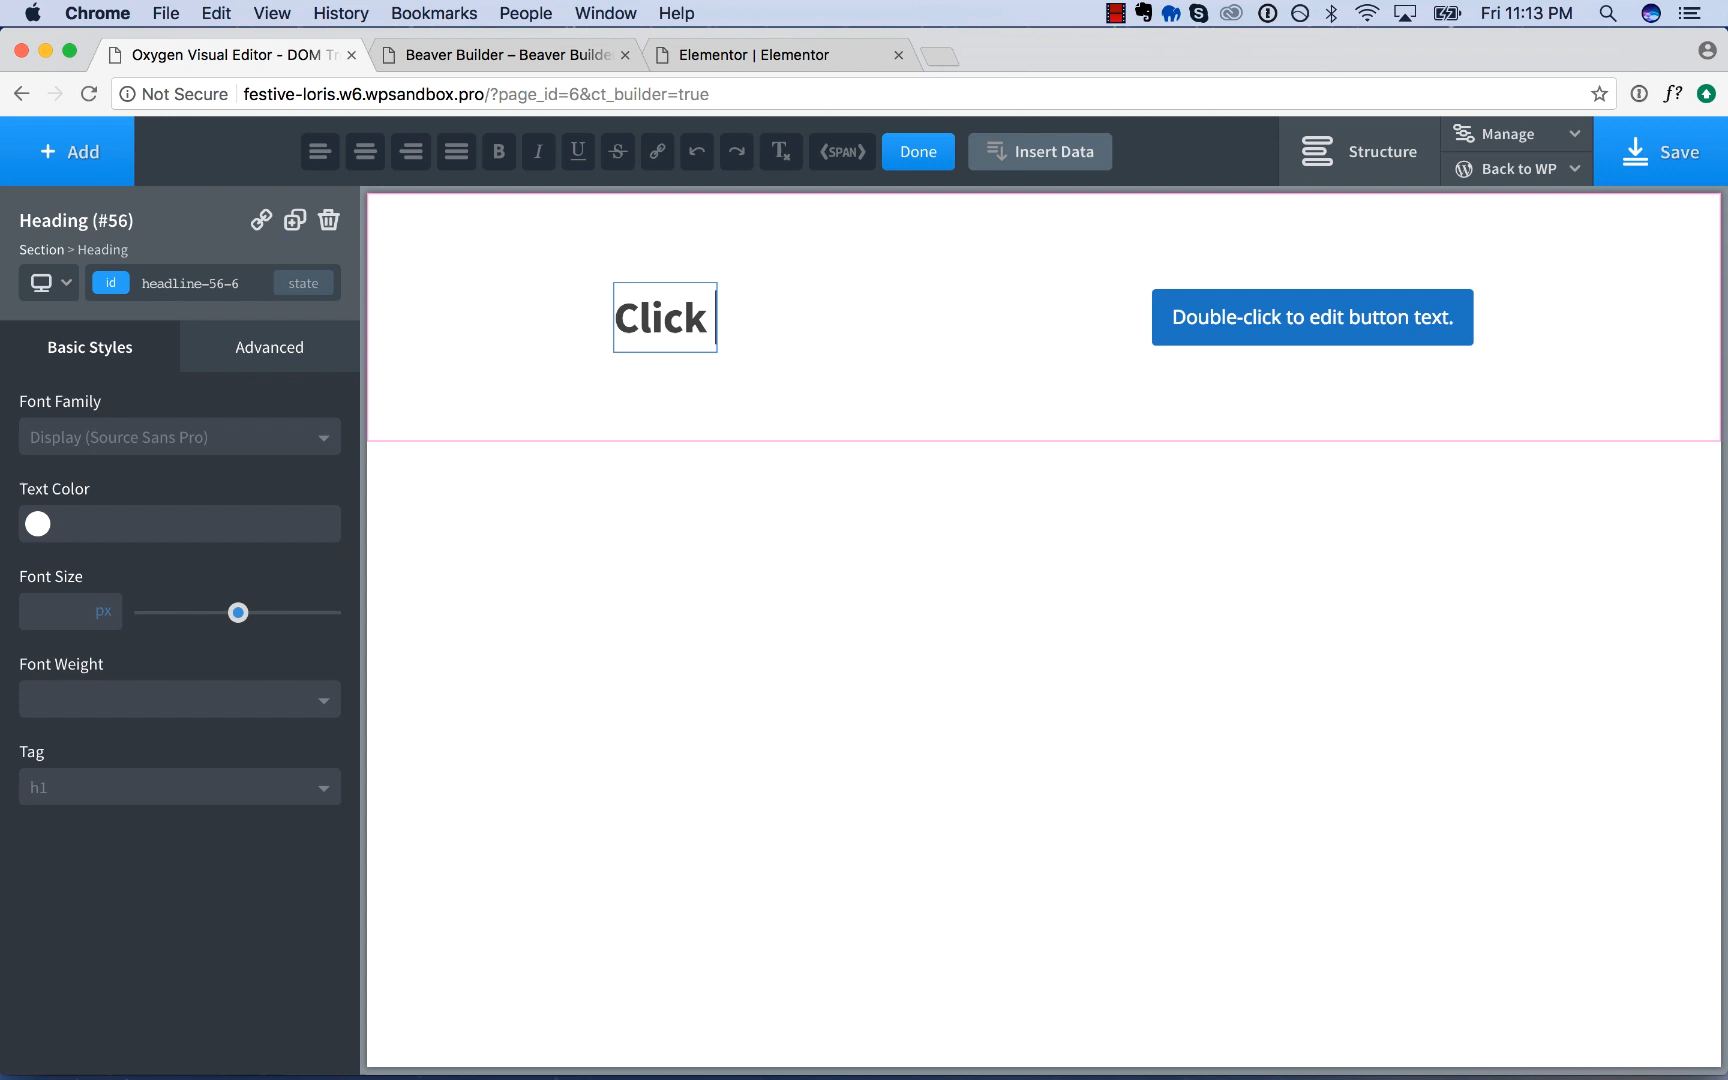 Chrome File Edit View History Bookmarks People Window Help Fri 11:13 PM
Oxygen Visual Editor - DOM Tr
Beaver Builder – Beaver Builde
Elementor | Elementor
Not Secure festive-loris.w6.wpsandbox.pro/?page_id=6&ct_builder=true
f?
+ Add
B I U S Tx <SPAN> Done Insert Data
Structure
Manage
Back to WP
Save
Heading (#56)
Section > Heading
id headline-56-6 state
Basic Styles Advanced
Font Family
Display (Source Sans Pro)
Text Color
Font Size
px
Font Weight
Tag
h1
Click
Double-click to edit button text.